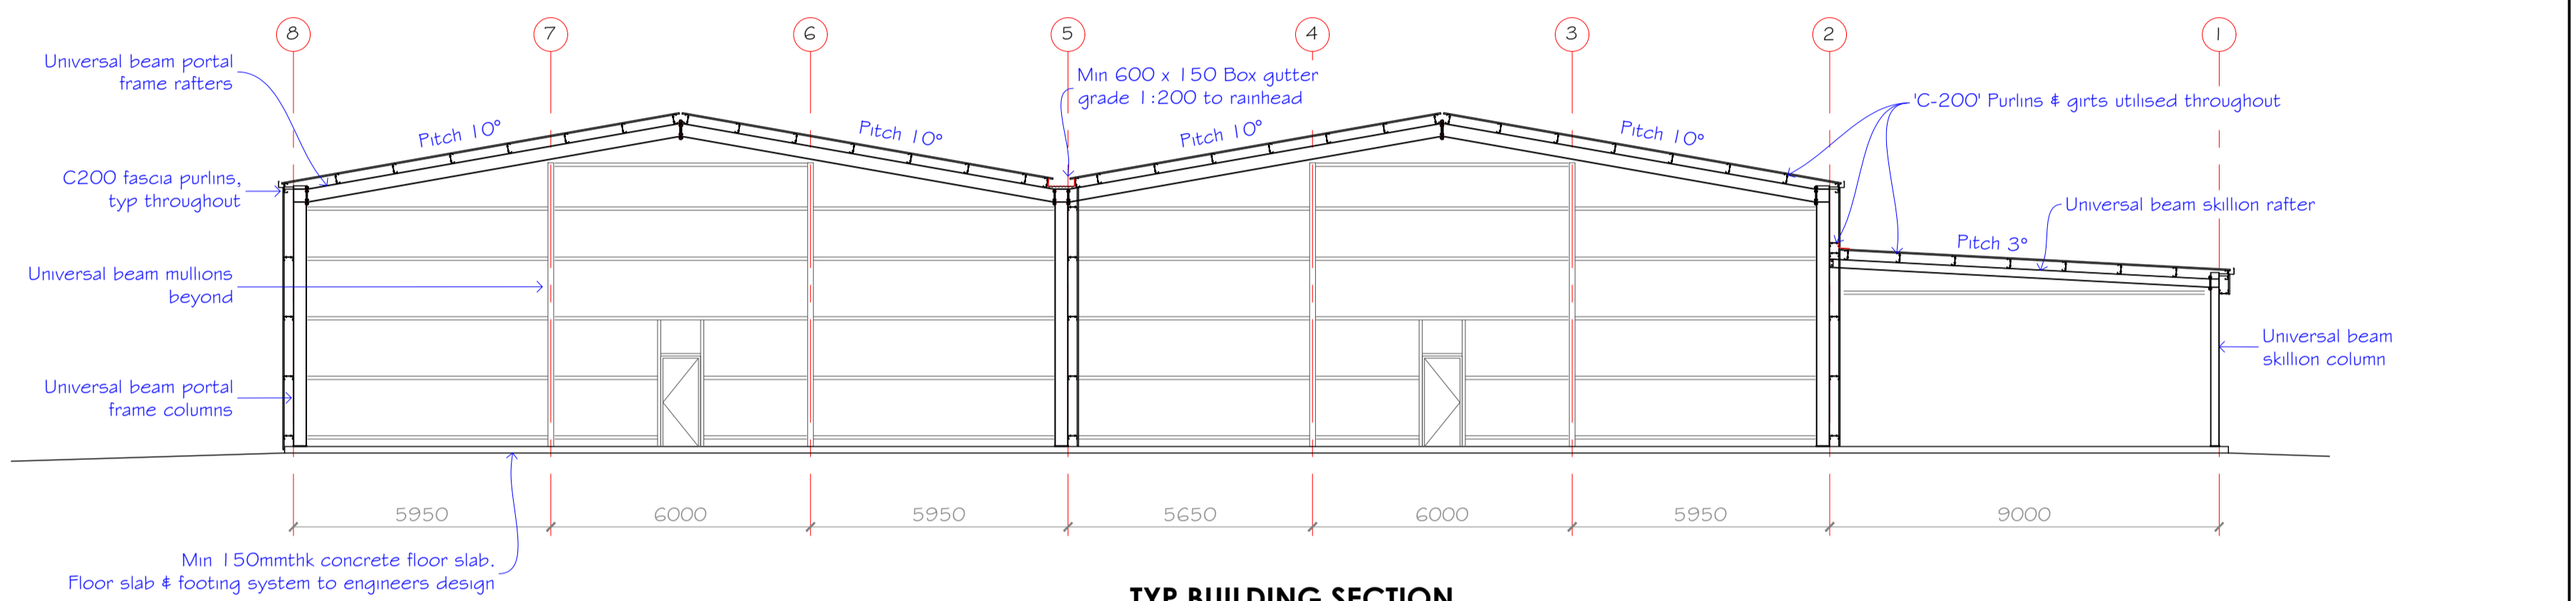 8 7 6 5 4 3 2 1
Universal beam portal
frame rafters
Min 600 x 150 Box gutter
grade 1:200 to rainhead
'C-200' Purlins & girts utilised throughout
Pitch 10°
Pitch 10°
Pitch 10°
Pitch 10°
C200 fascia purlins,
typ throughout
Universal beam skillion rafter
Pitch 3°
Universal beam mullions
beyond
Universal beam
skillion column
Universal beam portal
frame columns
5950 6000 5950 5650 6000 5950 9000
Min 150mmthk concrete floor slab.
Floor slab & footing system to engineers design
TYP BUILDING SECTION